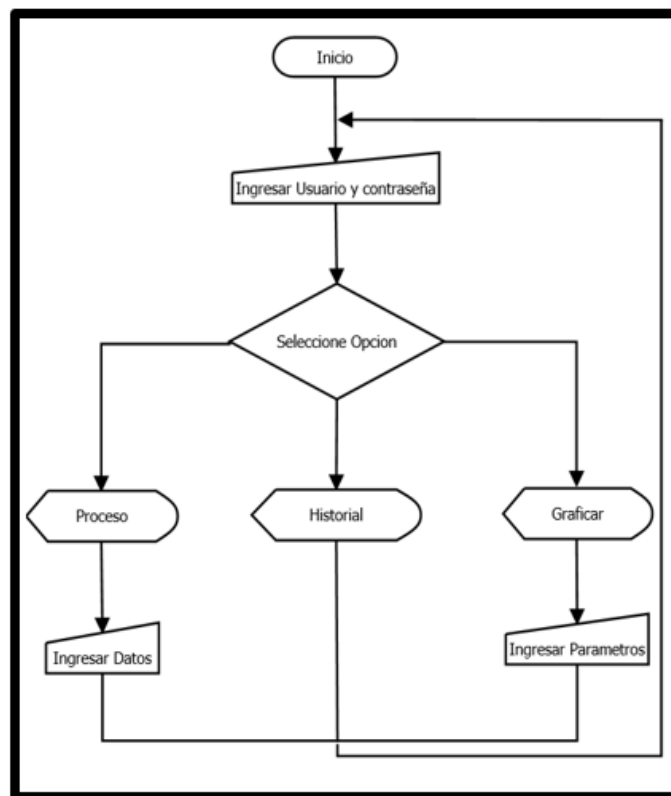 Inicio
Ingresar Usuario y contraseña
Seleccione Opcion
Proceso
Historial
Graficar
Ingresar Datos
Ingresar Parametros